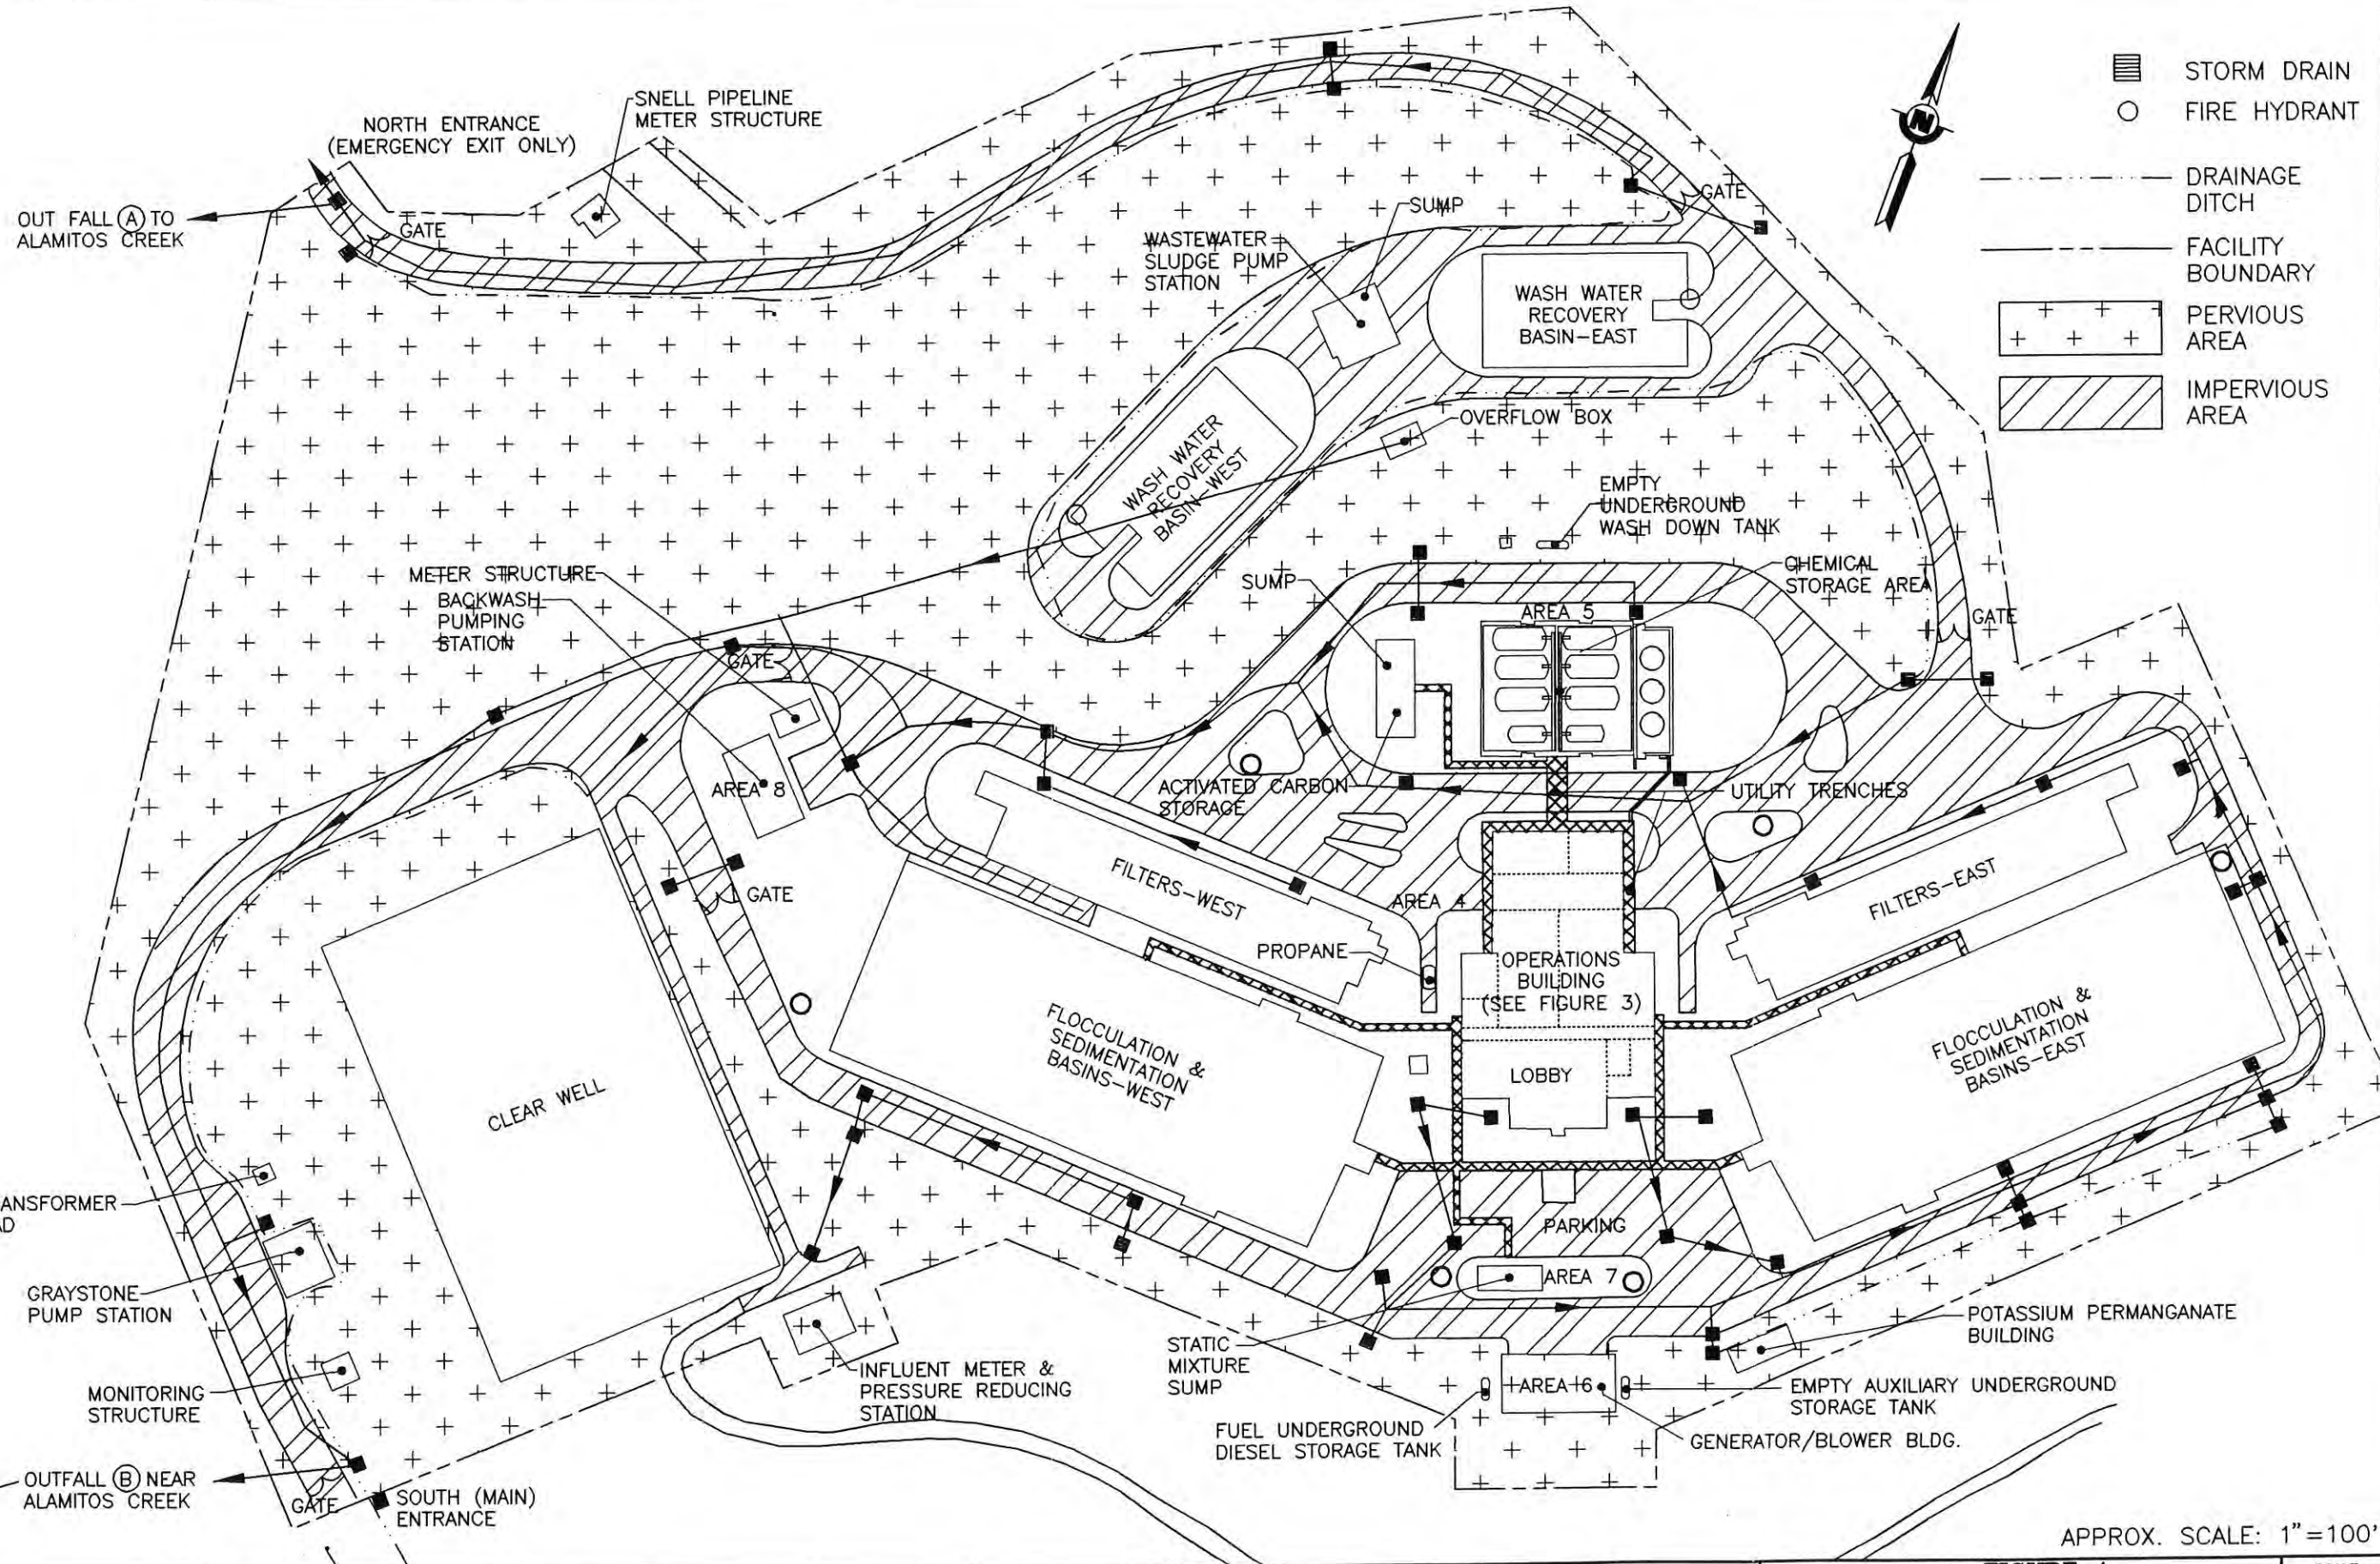 STORM DRAIN
FIRE HYDRANT
DRAINAGE
DITCH
FACILITY
BOUNDARY
PERVIOUS
AREA
IMPERVIOUS
AREA
N
SNELL PIPELINE
METER STRUCTURE
NORTH ENTRANCE
(EMERGENCY EXIT ONLY)
OUT FALL A TO
ALAMITOS CREEK
GATE
GATE
SUMP
WASTEWATER
SLUDGE PUMP
STATION
WASH WATER
RECOVERY
BASIN-EAST
OVERFLOW BOX
WASH WATER
RECOVERY
BASIN-WEST
EMPTY
UNDERGROUND
WASH DOWN TANK
METER STRUCTURE
BACKWASH
PUMPING
STATION
SUMP
CHEMICAL
STORAGE AREA
AREA 5
GATE
GATE
AREA 8
ACTIVATED CARBON
STORAGE
UTILITY TRENCHES
GATE
FILTERS-WEST
AREA 4
FILTERS-EAST
PROPANE
OPERATIONS
BUILDING
(SEE FIGURE 3)
FLOCCULATION &
SEDIMENTATION
BASINS-WEST
FLOCCULATION &
SEDIMENTATION
BASINS-EAST
LOBBY
CLEAR WELL
ANSFORMER
AD
PARKING
GRAYSTONE
PUMP STATION
AREA 7
STATIC
MIXTURE
SUMP
POTASSIUM PERMANGANATE
BUILDING
INFLUENT METER &
PRESSURE REDUCING
STATION
MONITORING
STRUCTURE
AREA 6
EMPTY AUXILIARY UNDERGROUND
STORAGE TANK
FUEL UNDERGROUND
DIESEL STORAGE TANK
GENERATOR/BLOWER BLDG.
OUTFALL B NEAR
ALAMITOS CREEK
GATE
SOUTH (MAIN)
ENTRANCE
APPROX. SCALE: 1"=100'